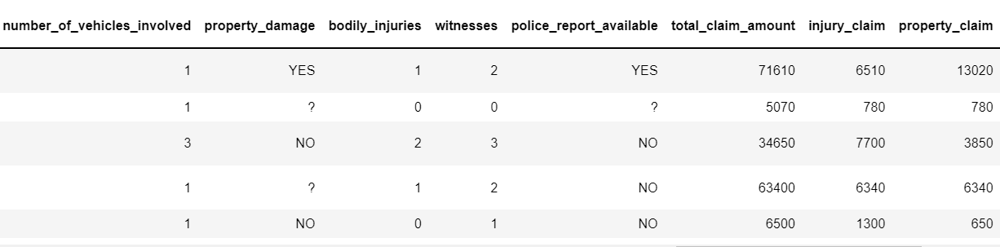 number_of_vehicles_involved property_damage bodily_injuries witnesses police_report_available total_claim_amount injury_claim property_claim
1 YES 1 2 YES 71610 6510 13020
1 ? 0 0 ? 5070 780 780
3 NO 2 3 NO 34650 7700 3850
1 ? 1 2 NO 63400 6340 6340
1 NO 0 1 NO 6500 1300 650